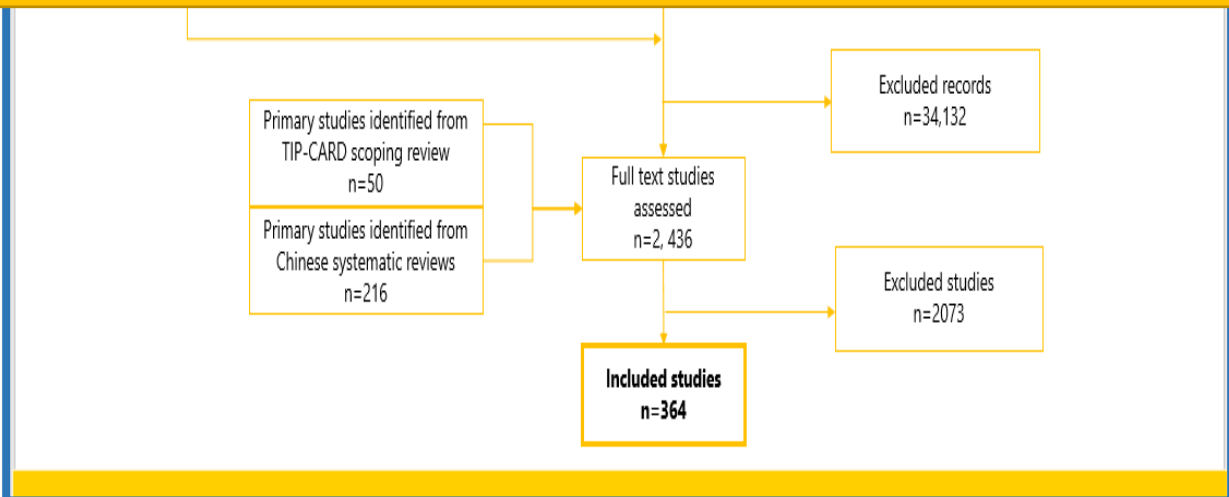 Excluded records
n=34,132
Primary studies identified from
TIP-CARD scoping review
n=50
Primary studies identified from
Chinese systematic reviews
n=216
Full text studies
assessed
n=2, 436
Excluded studies
n=2073
Included studies
n=364